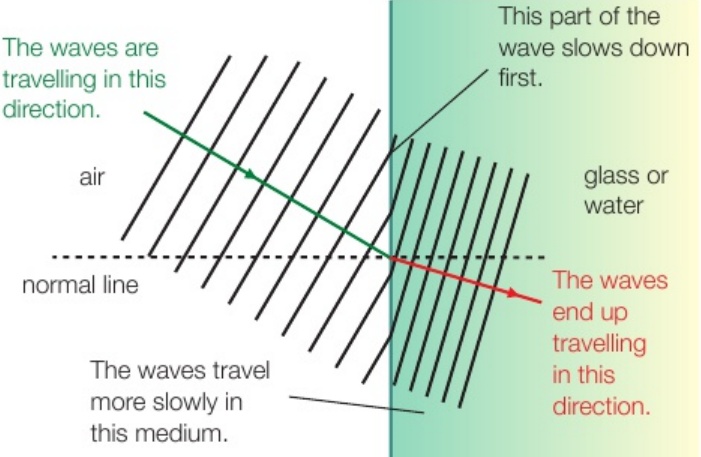 The waves are
travelling in this
direction.
This part of the
wave slows down
first.
air
glass or
water
normal line
The waves
end up
travelling
in this
direction.
The waves travel
more slowly in
this medium.